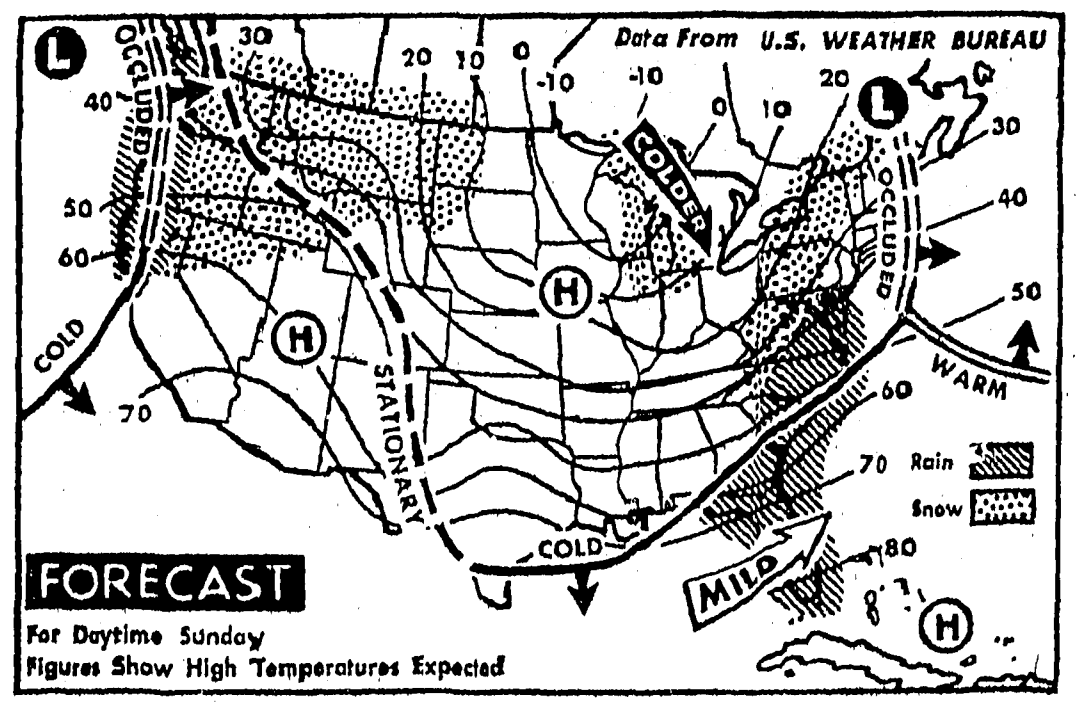 Data From U.S. WEATHER BUREAU
L
OCCLUDED
30
20
10
0
-10
-10
0
10
20
L
30
40
COLDER
OCCLUDED
40
50
60
50
H
H
COLD
STATIONARY
WARM
70
60
70
Rain
Snow
COLD
MILD
80
H
FORECAST
For Daytime Sunday
Figures Show High Temperatures Expected